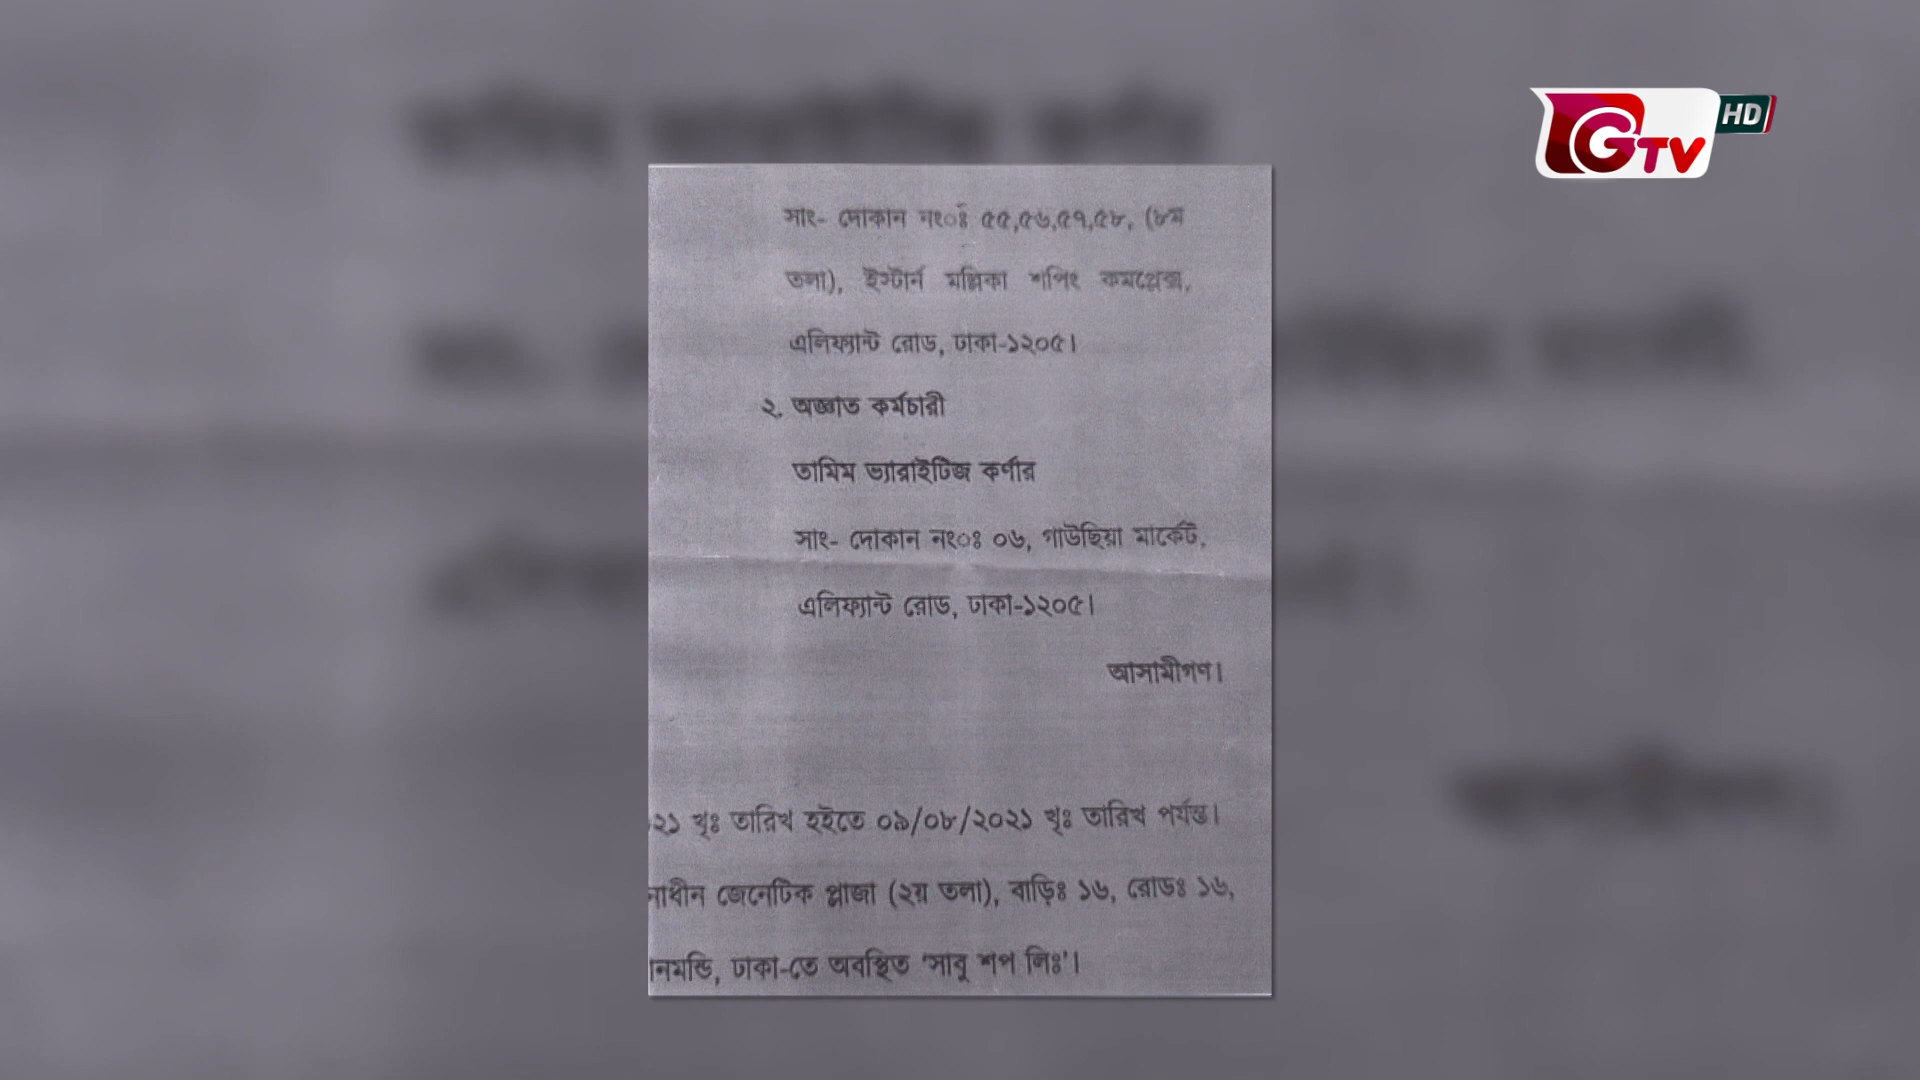 GTV HD
সাং- দোকান নং০ঃ ৫৫,৫৬,৫৭,৫৮, (৮ম
তলা), ইস্টার্ন মল্লিকা শপিং কমপ্লেক্স,
এলিফ্যান্ট রোড, ঢাকা-১২০৫।
২. অজ্ঞাত কর্মচারী
তামিম ভ্যারাইটিজ কর্ণার
সাং- দোকান নং০ঃ ০৬, গাউছিয়া মার্কেট,
এলিফ্যান্ট রোড, ঢাকা-১২০৫।
আসামীগণ।
২১ খৃঃ তারিখ হইতে ০৯/০৮/২০২১ খৃঃ তারিখ পর্যন্ত।
নাধীন জেনেটিক প্লাজা (২য় তলা), বাড়িঃ ১৬, রোডঃ ১৬,
নমন্ডি, ঢাকা-তে অবস্থিত ‘সাবু শপ লিঃ’।